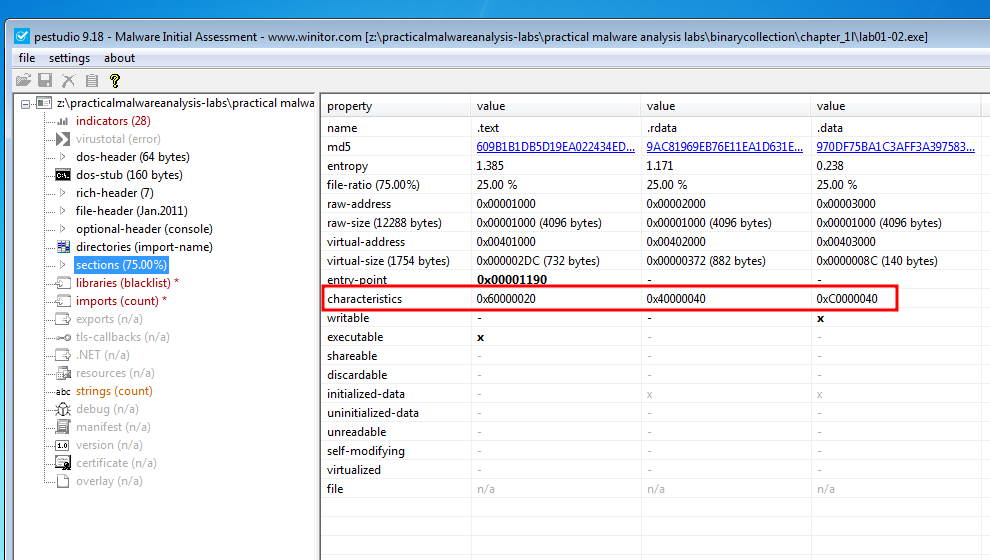 pestudio 9.18 - Malware Initial Assessment - www.winitor.com [z:\practicalmalwareanalysis-labs\practical malware analysis labs\binarycollection\chapter_1l\lab01-02.exe]
file settings about
z:\practicalmalwareanalysis-labs\practical malwa
indicators (28)
virustotal (error)
dos-header (64 bytes)
dos-stub (160 bytes)
rich-header (7)
file-header (Jan.2011)
optional-header (console)
directories (import-name)
sections (75.00%)
libraries (blacklist) *
imports (count) *
exports (n/a)
tls-callbacks (n/a)
.NET (n/a)
resources (n/a)
abc strings (count)
debug (n/a)
manifest (n/a)
1.0 version (n/a)
certificate (n/a)
overlay (n/a)
property value value value
name .text .rdata .data
md5 609B1B1DB5D19EA022434ED... 9AC81969EB76E11EA1D631E... 970DF75BA1C3AFF3A397583...
entropy 1.385 1.171 0.238
file-ratio (75.00%) 25.00 % 25.00 % 25.00 %
raw-address 0x00001000 0x00002000 0x00003000
raw-size (12288 bytes) 0x00001000 (4096 bytes) 0x00001000 (4096 bytes) 0x00001000 (4096 bytes)
virtual-address 0x00401000 0x00402000 0x00403000
virtual-size (1754 bytes) 0x000002DC (732 bytes) 0x00000372 (882 bytes) 0x0000008C (140 bytes)
entry-point 0x00001190 - -
characteristics 0x60000020 0x40000040 0xC0000040
writable - - x
executable x - -
shareable - - -
discardable - - -
initialized-data - x x
uninitialized-data - - -
unreadable - - -
self-modifying - - -
virtualized - - -
file n/a n/a n/a